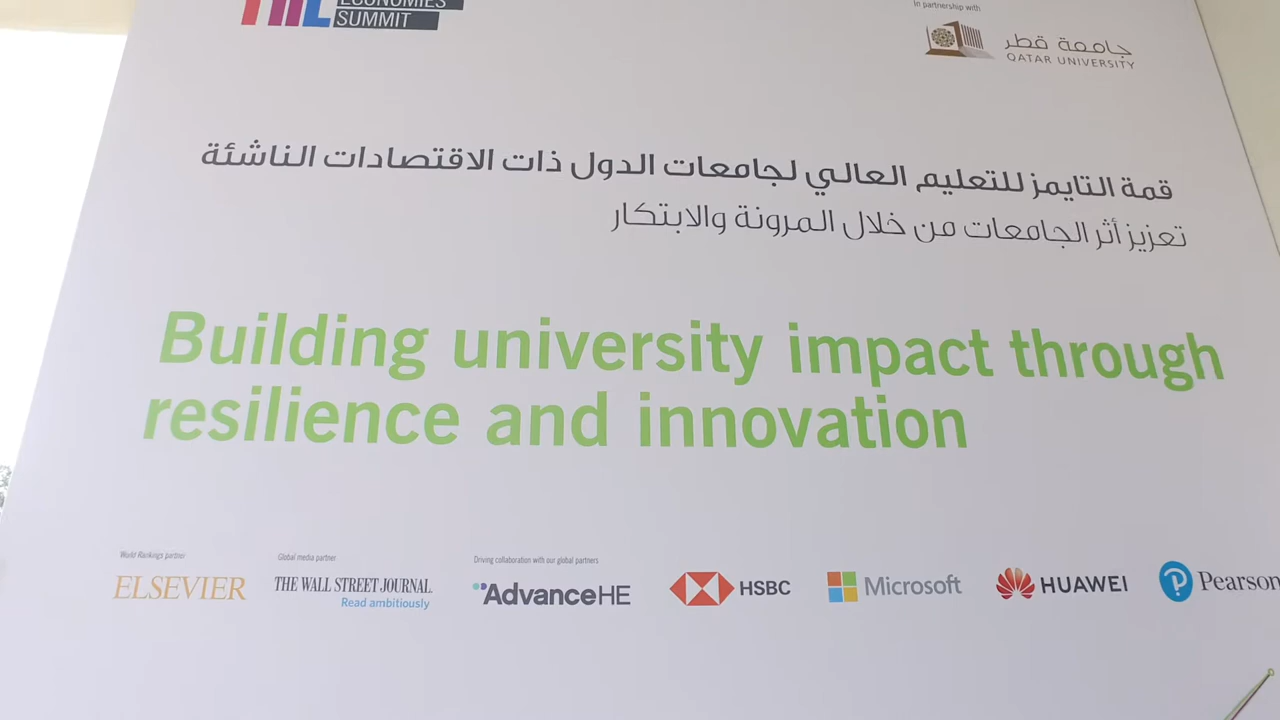 ECONOMIES
SUMMIT
In partnership with
جامعة قطر
QATAR UNIVERSITY
قمة التايمز للتعليم العالي لجامعات الدول ذات الاقتصادات الناشئة
تعزيز أثر الجامعات من خلال المرونة والابتكار
Building university impact through
resilience and innovation
World Rankings partner
ELSEVIER
Global media partner
THE WALL STREET JOURNAL.
Read ambitiously
Driving collaboration with our global partners
AdvanceHE
HSBC
Microsoft
HUAWEI
Pearson